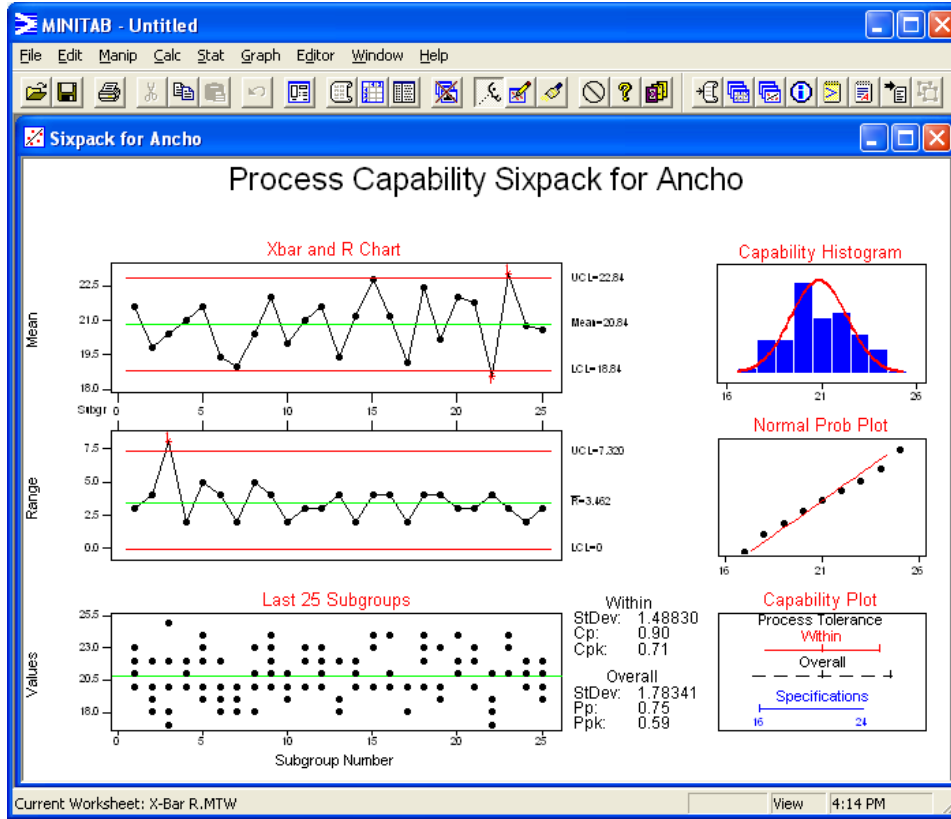 MINITAB - Untitled
File Edit Manip Calc Stat Graph Editor Window Help
Sixpack for Ancho
Process Capability Sixpack for Ancho
Xbar and R Chart
Mean
22.5
21.0
19.5
18.0
UCL=22.84
Mean=20.84
LCL=18.84
1
1
Subgr 0 5 10 15 20 25
Range
7.5
5.0
2.5
0.0
1
UCL=7.320
R̅=3.462
LCL=0
Last 25 Subgroups
Values
25.5
23.0
20.5
18.0
0 5 10 15 20 25
Subgroup Number
Within
StDev: 1.48830
Cp: 0.90
Cpk: 0.71
Overall
StDev: 1.78341
Pp: 0.75
Ppk: 0.59
Capability Histogram
16 21 26
Normal Prob Plot
16 21 26
Capability Plot
Process Tolerance
Within
Overall
Specifications
16 24
Current Worksheet: X-Bar R.MTW View 4:14 PM